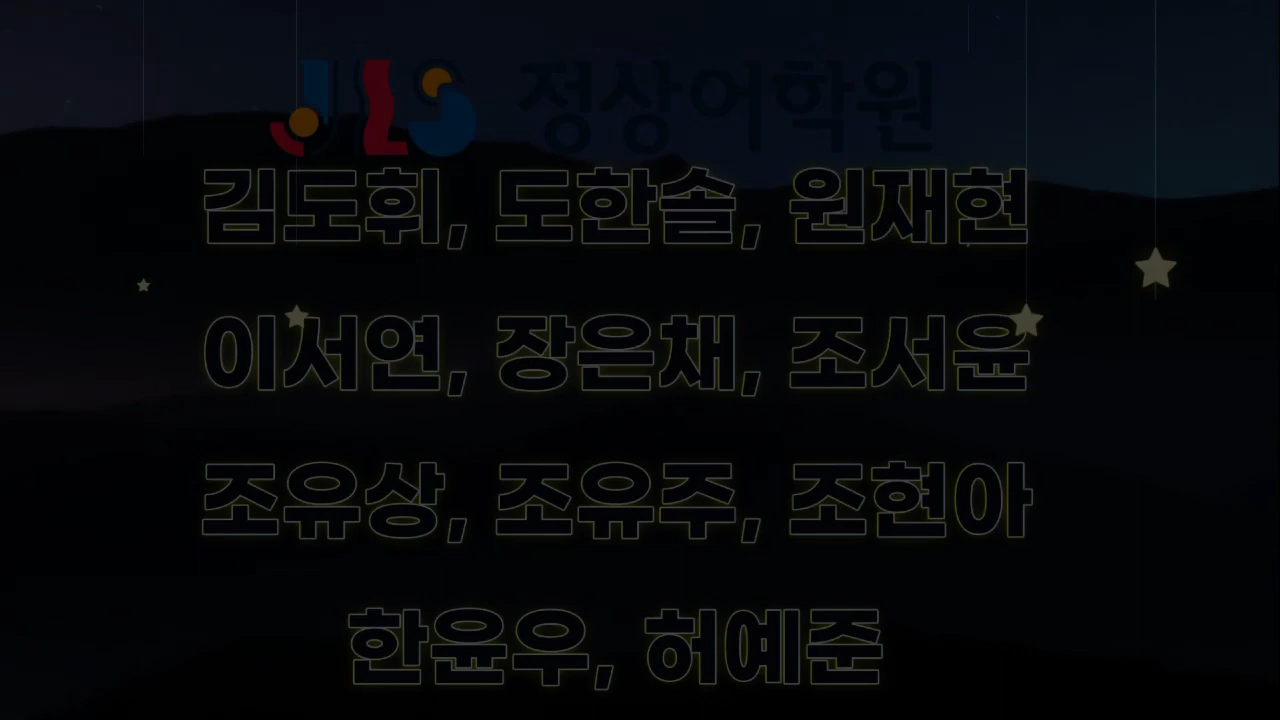 JLS 정상어학원
김도휘, 도한솔, 원재현
이서연, 장은채, 조서윤
조유상, 조유주, 조현아
한윤우, 허예준